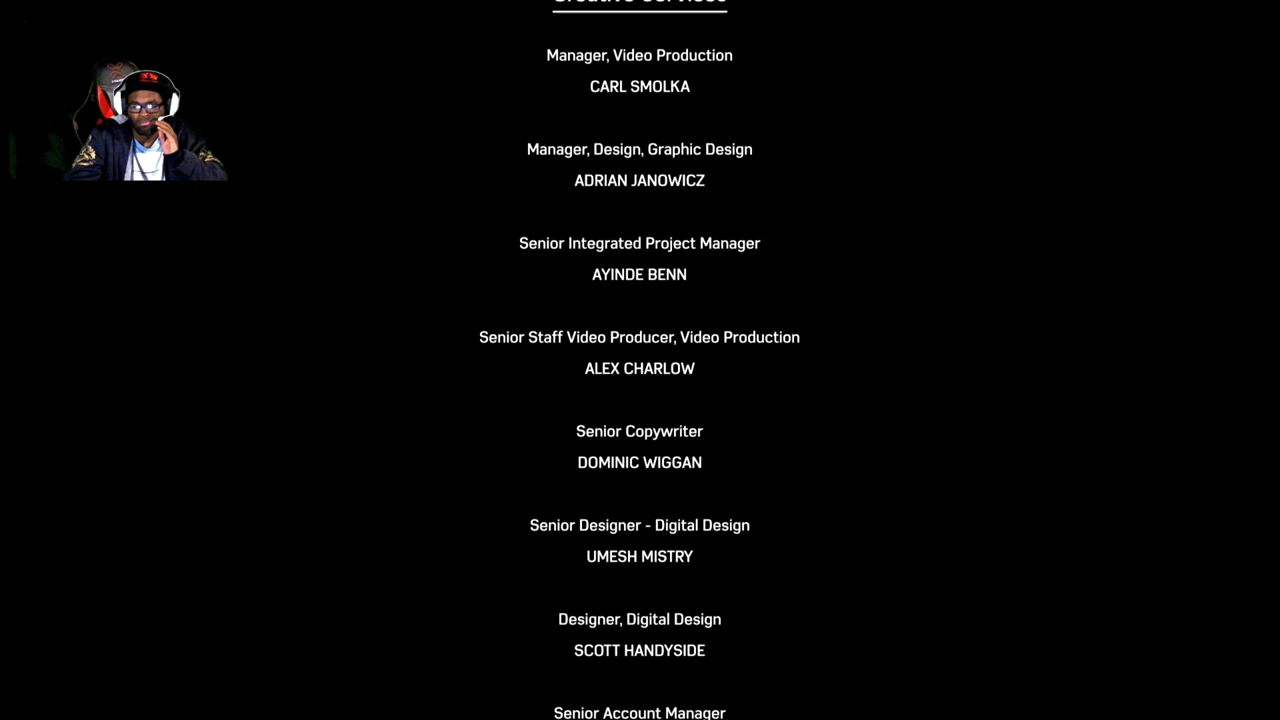 Creative Services
Manager, Video Production
CARL SMOLKA
Manager, Design, Graphic Design
ADRIAN JANOWICZ
Senior Integrated Project Manager
AYINDE BENN
Senior Staff Video Producer, Video Production
ALEX CHARLOW
Senior Copywriter
DOMINIC WIGGAN
Senior Designer - Digital Design
UMESH MISTRY
Designer, Digital Design
SCOTT HANDYSIDE
Senior Account Manager